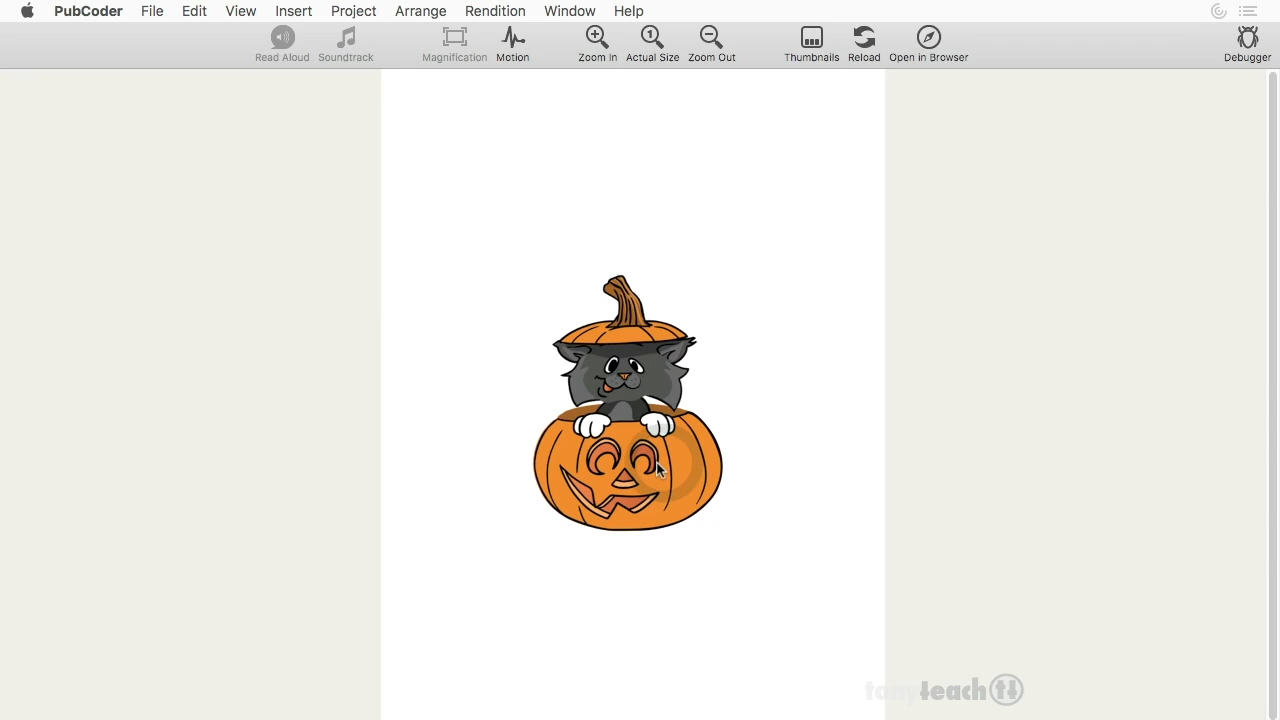 PubCoder File Edit View Insert Project Arrange Rendition Window Help
Read Aloud Soundtrack Magnification Motion Zoom In Actual Size Zoom Out Thumbnails Reload Open in Browser Debugger
tonyteach